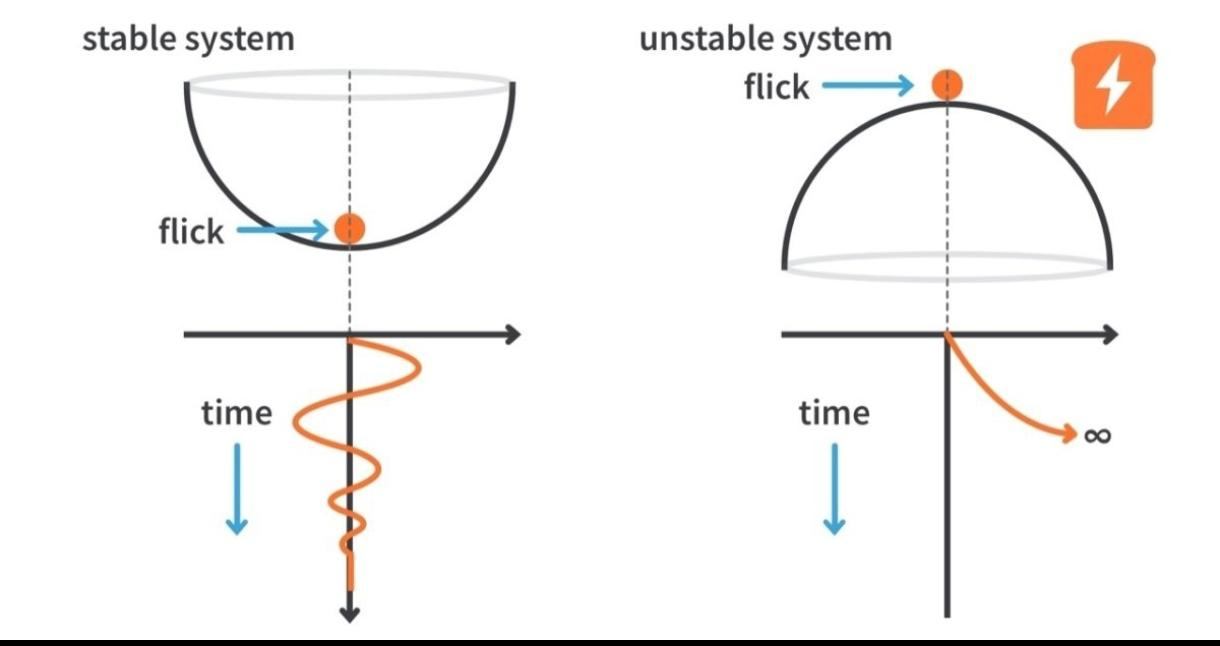 stable system
flick
time
unstable system
flick
time
∞